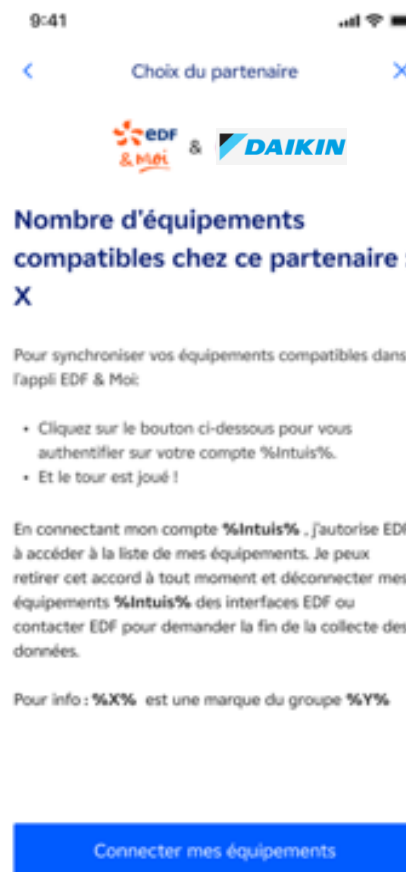 9:41
Choix du partenaire
edf
& moi
&
DAIKIN
Nombre d'équipements
compatibles chez ce partenaire :
X
Pour synchroniser vos équipements compatibles dans
l'appli EDF & Moi:
• Cliquez sur le bouton ci-dessous pour vous
authentifier sur votre compte %Intuis%.
• Et le tour est joué !
En connectant mon compte %Intuis% , j'autorise EDF
à accéder à la liste de mes équipements. Je peux
retirer cet accord à tout moment et déconnecter mes
équipements %Intuis% des interfaces EDF ou
contacter EDF pour demander la fin de la collecte des
données.
Pour info : %X% est une marque du groupe %Y%
Connecter mes équipements